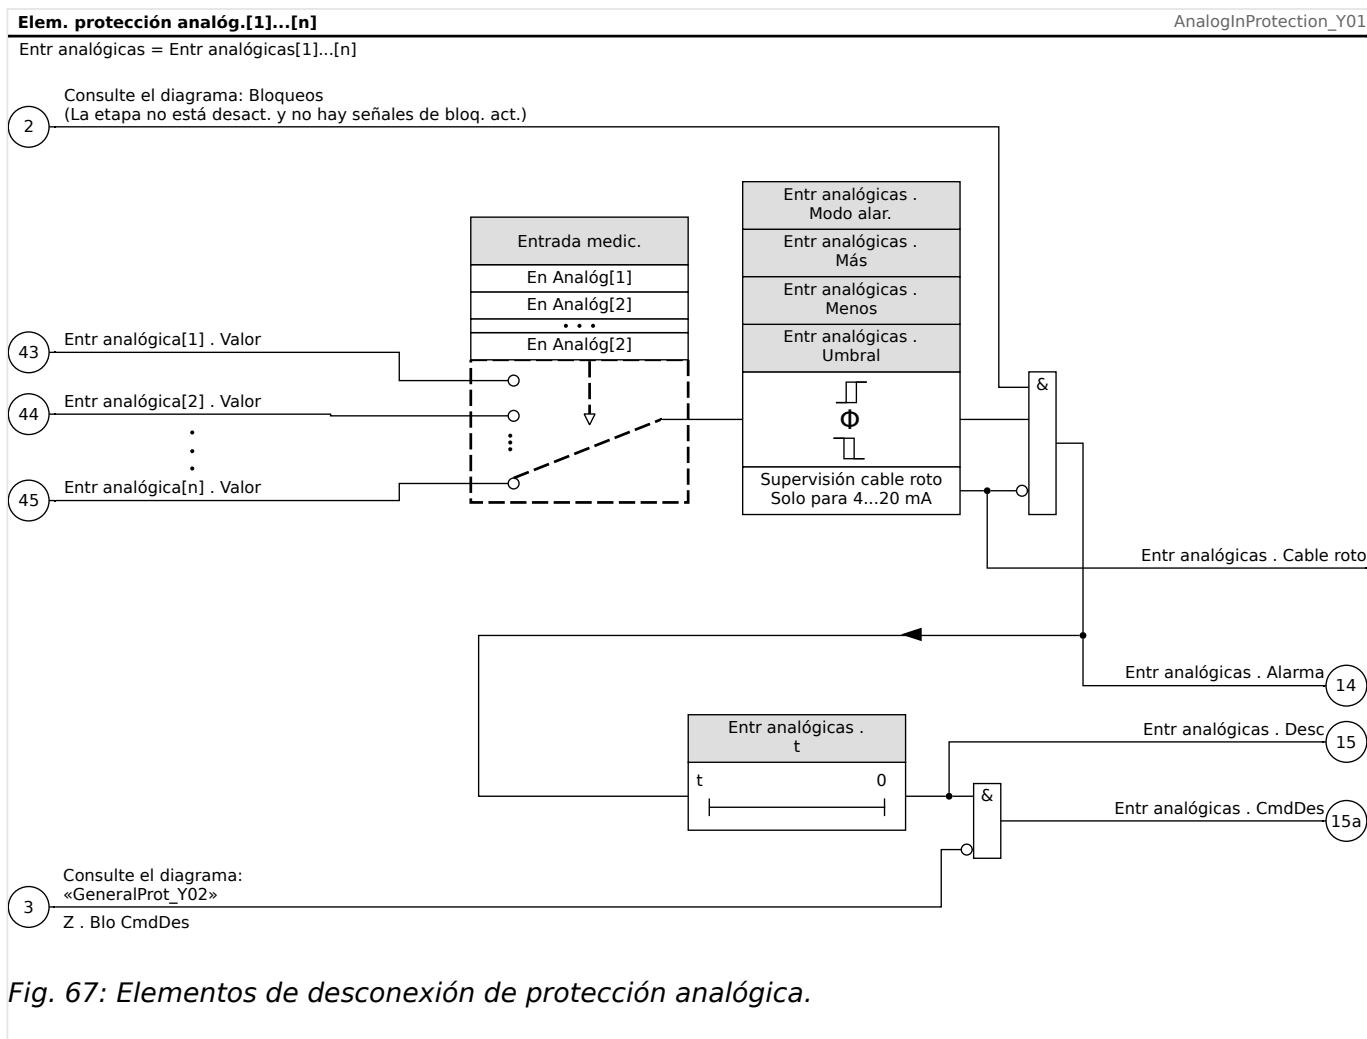 Elem. protección analóg.[1]...[n]
AnalogInProtection_Y01
Entr analógicas = Entr analógicas[1]...[n]
Consulte el diagrama: Bloqueos
(La etapa no está desact. y no hay señales de bloq. act.)
2
Entr analógicas .
Modo alar.
Entr analógicas .
Más
Entr analógicas .
Menos
Entr analógicas .
Umbral
Φ
Supervisión cable roto
Solo para 4...20 mA
Entrada medic.
En Analóg[1]
En Analóg[2]
. . .
En Analóg[2]
43
Entr analógica[1] . Valor
44
Entr analógica[2] . Valor
45
Entr analógica[n] . Valor
&
Entr analógicas . Cable roto
Entr analógicas . Alarma
14
Entr analógicas .
t
t
0
Entr analógicas . Desc
15
&
Entr analógicas . CmdDes
15a
Consulte el diagrama:
«GeneralProt_Y02»
3
Z . Blo CmdDes
Fig. 67: Elementos de desconexión de protección analógica.